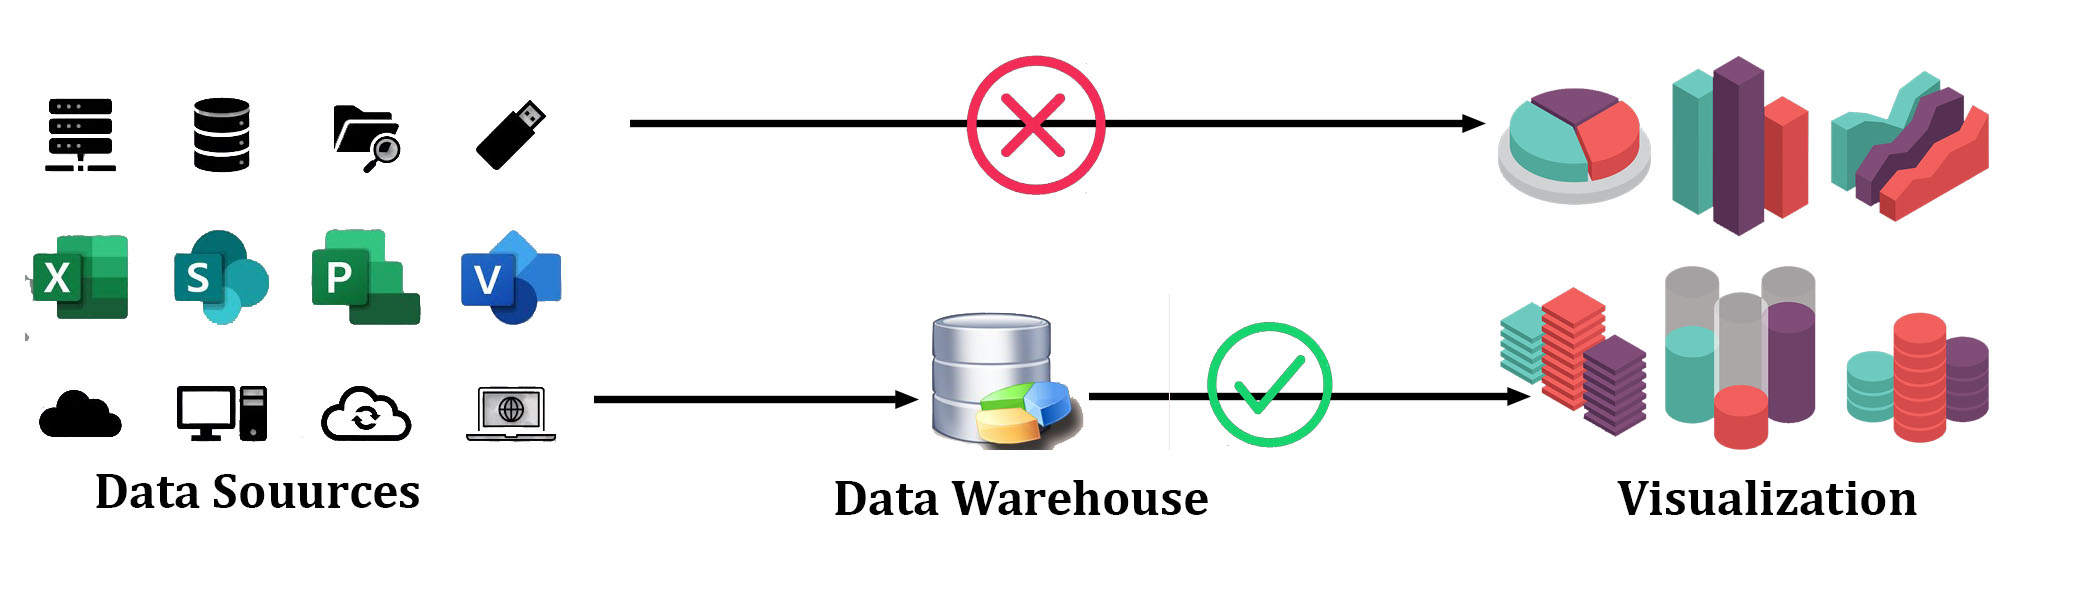 X
S
P
V
Data Souurces
Data Warehouse
Visualization